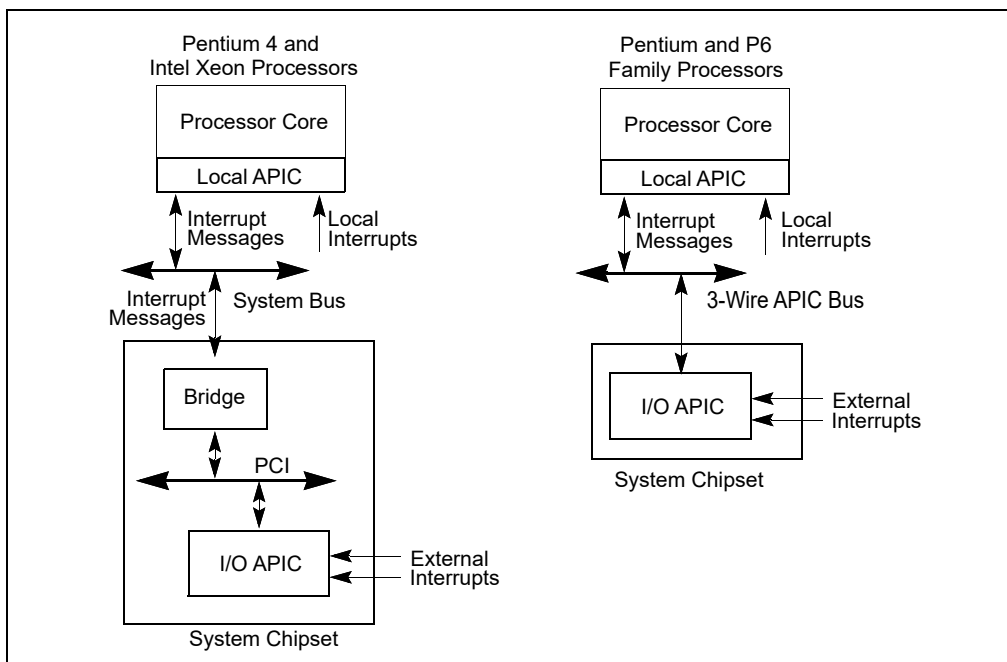 Pentium 4 and
Intel Xeon Processors
Processor Core
Local APIC
Interrupt
Messages
Local
Interrupts
Interrupt
Messages
System Bus
Bridge
PCI
I/O APIC
External
Interrupts
System Chipset
Pentium and P6
Family Processors
Processor Core
Local APIC
Interrupt
Messages
Local
Interrupts
3-Wire APIC Bus
I/O APIC
External
Interrupts
System Chipset